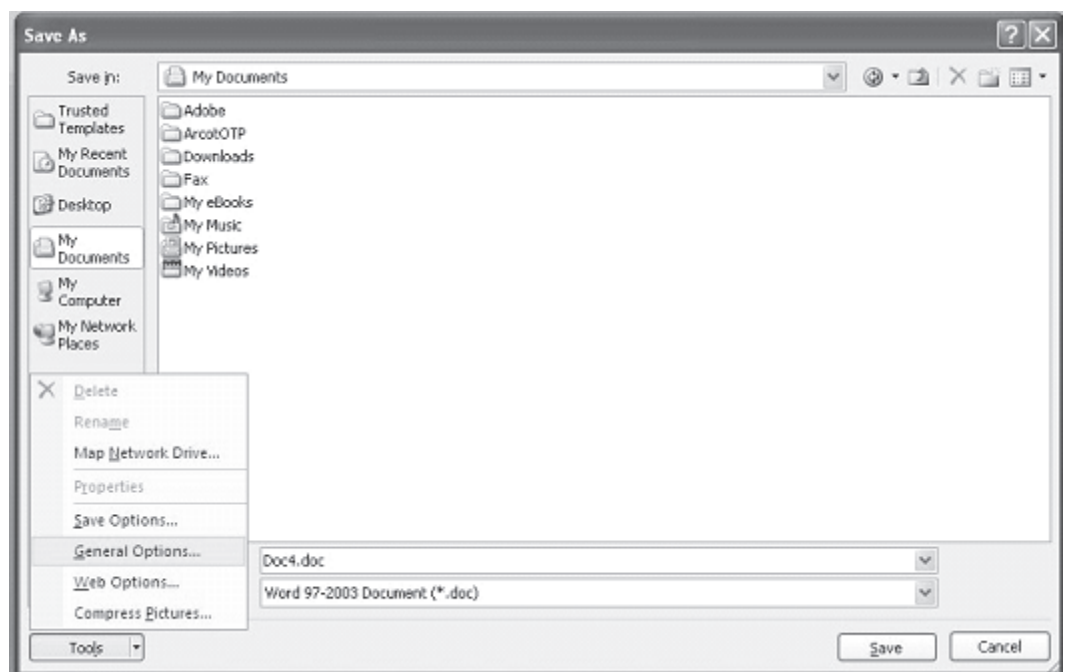 Save As
Save in:
My Documents
Trusted
Templates
My Recent
Documents
Desktop
My
Documents
My
Computer
My Network
Places
Adobe
ArcotOTP
Downloads
Fax
My eBooks
My Music
My Pictures
My Videos
Delete
Rename
Map Network Drive...
Properties
Save Options...
General Options...
Web Options...
Compress Pictures...
Doc4.doc
Word 97-2003 Document (*.doc)
Tools
Save
Cancel